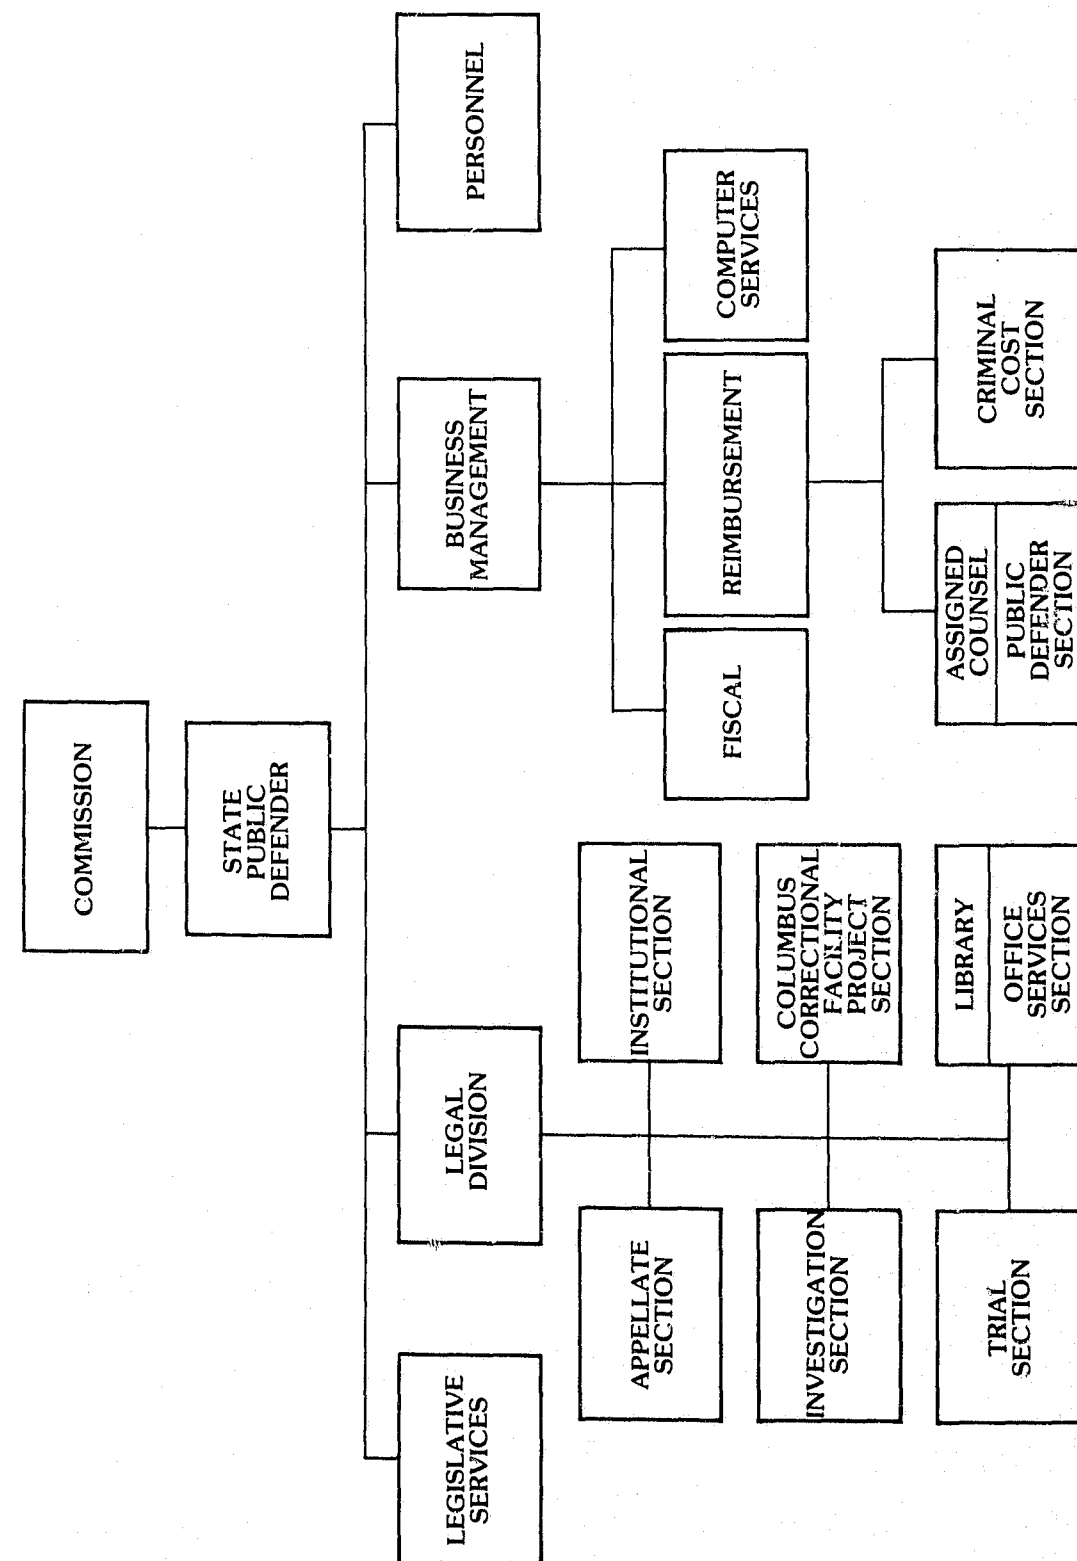 COMMISSION
STATE
PUBLIC
DEFENDER
LEGISLATIVE
SERVICES
LEGAL
DIVISION
BUSINESS
MANAGEMENT
PERSONNEL
APPELLATE
SECTION
INSTITUTIONAL
SECTION
INVESTIGATION
SECTION
COLUMBUS
CORRECTIONAL
FACILITY
PROJECT
SECTION
TRIAL
SECTION
LIBRARY
OFFICE
SERVICES
SECTION
FISCAL
REIMBURSEMENT
COMPUTER
SERVICES
ASSIGNED
COUNSEL
PUBLIC
DEFENDER
SECTION
CRIMINAL
COST
SECTION